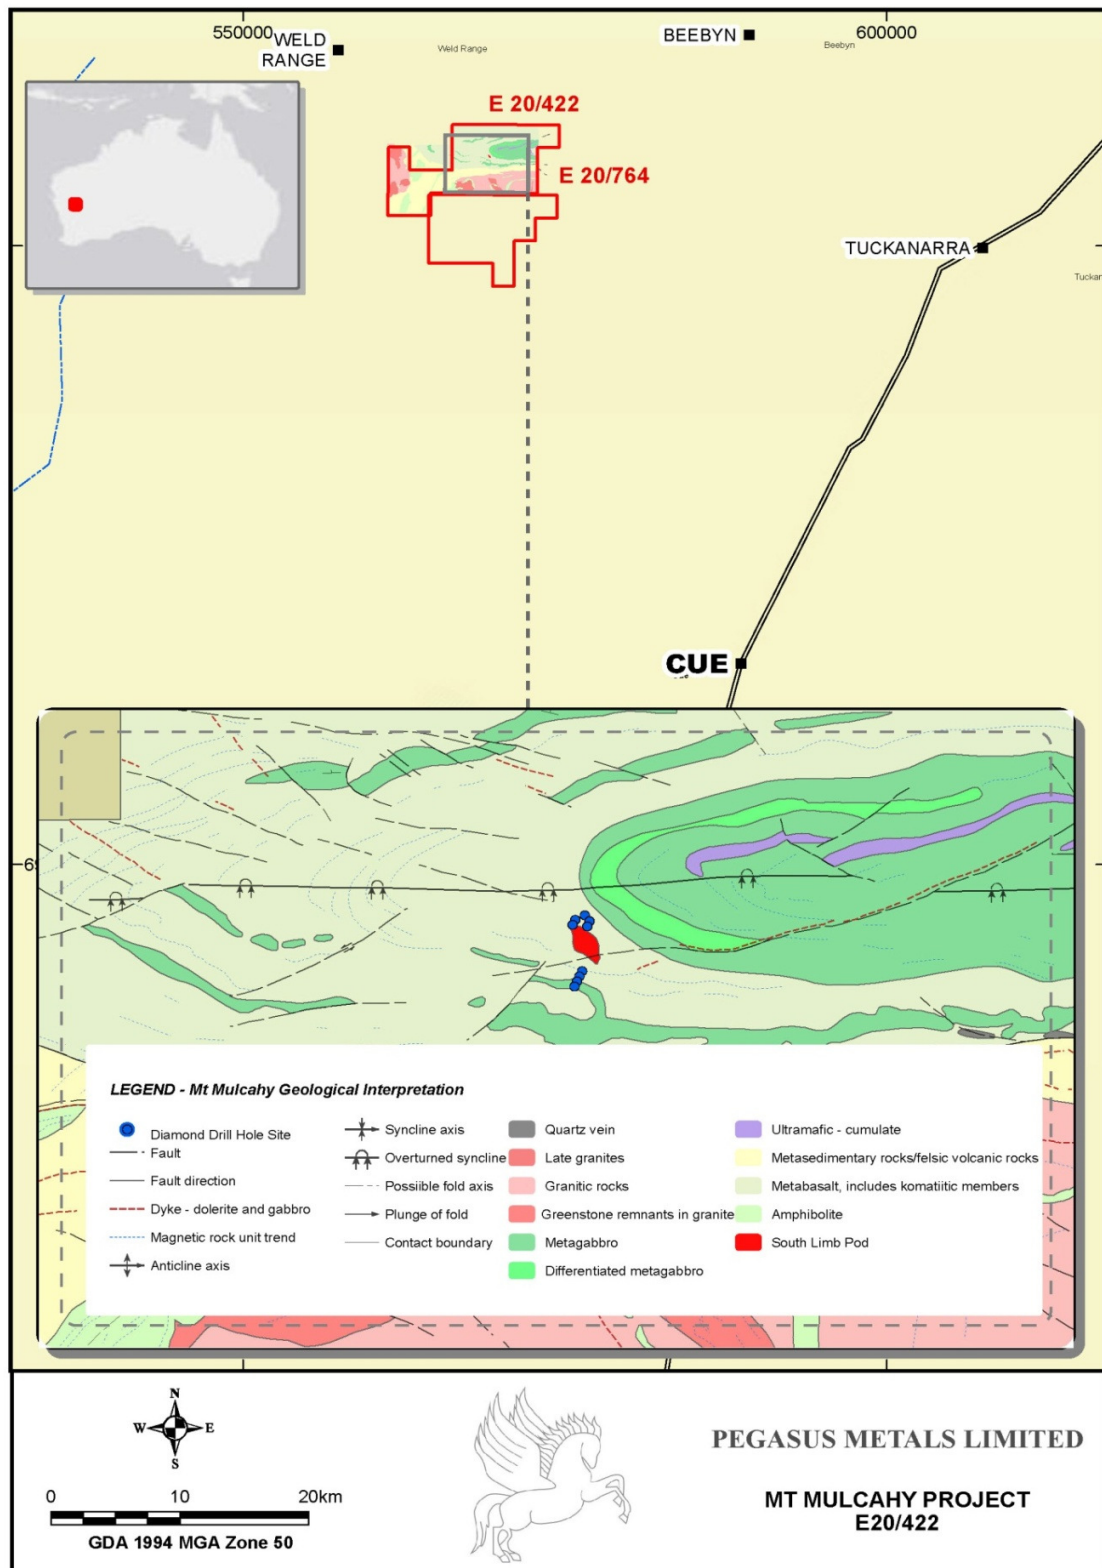 550000
600000
WELD
RANGE
Weld Range
BEEBYN
Beebyn
E 20/422
E 20/764
TUCKANARRA
Tuckan
CUE
69
LEGEND - Mt Mulcahy Geological Interpretation
Diamond Drill Hole Site
Fault
Fault direction
Dyke - dolerite and gabbro
Magnetic rock unit trend
Anticline axis
Syncline axis
Overturned syncline
Possiible fold axis
Plunge of fold
Contact boundary
Quartz vein
Late granites
Granitic rocks
Greenstone remnants in granite
Metagabbro
Differentiated metagabbro
Ultramafic - cumulate
Metasedimentary rocks/felsic volcanic rocks
Metabasalt, includes komatiitic members
Amphibolite
South Limb Pod
N
W E
S
0 10 20km
GDA 1994 MGA Zone 50
PEGASUS METALS LIMITED
MT MULCAHY PROJECT
E20/422